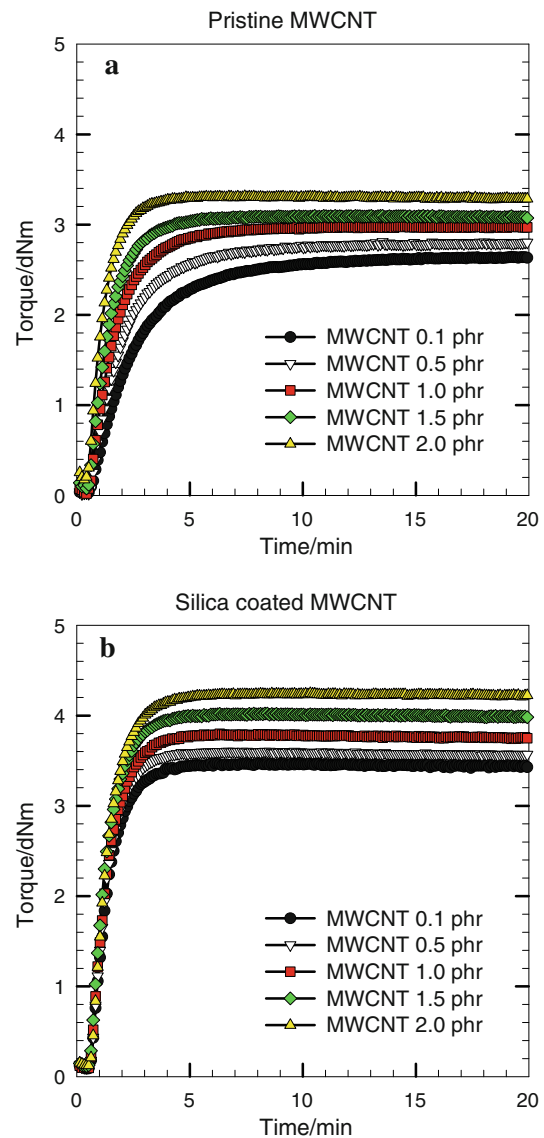 Pristine MWCNT
a
5
4
3
2
1
0
Torque/dNm
MWCNT 0.1 phr
MWCNT 0.5 phr
MWCNT 1.0 phr
MWCNT 1.5 phr
MWCNT 2.0 phr
0 5 10 15 20
Time/min
Silica coated MWCNT
b
5
4
3
2
1
0
Torque/dNm
MWCNT 0.1 phr
MWCNT 0.5 phr
MWCNT 1.0 phr
MWCNT 1.5 phr
MWCNT 2.0 phr
0 5 10 15 20
Time/min